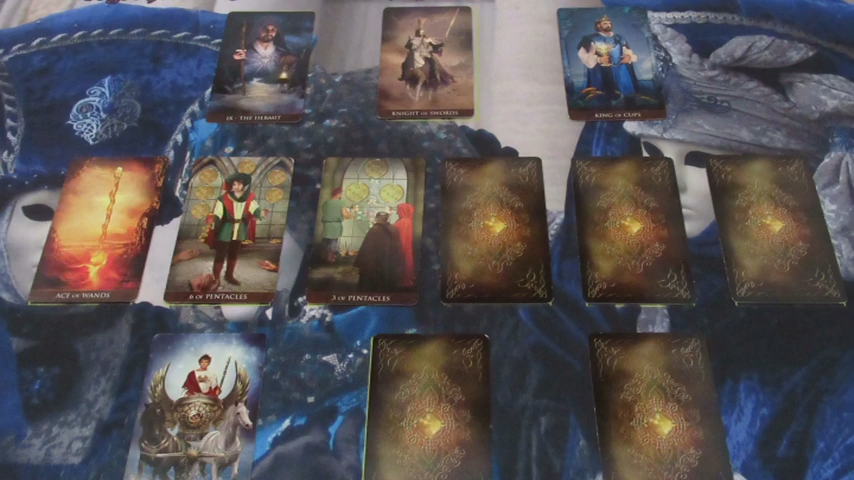 IX - THE HERMIT
KNIGHT OF SWORDS
KING OF CUPS
ACE OF WANDS
6 OF PENTACLES
3 OF PENTACLES